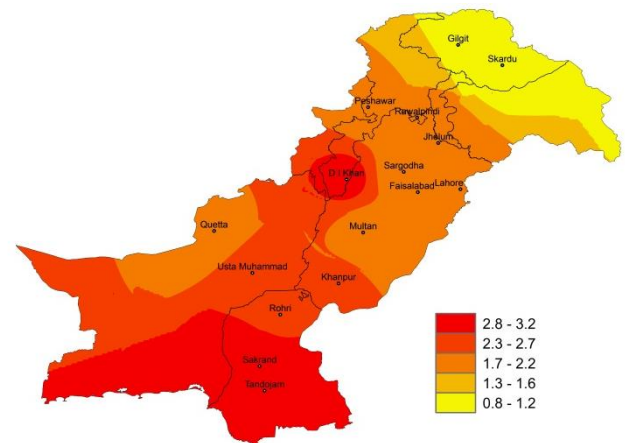 Gilgit
Skardu
Peshawar
Rawalpindi
Jhelum
D I Khan
Sargodha
Faisalabad
Lahore
Quetta
Multan
Usta Muhammad
Khanpur
Rohri
Sakrand
Tandojam
2.8 - 3.2
2.3 - 2.7
1.7 - 2.2
1.3 - 1.6
0.8 - 1.2